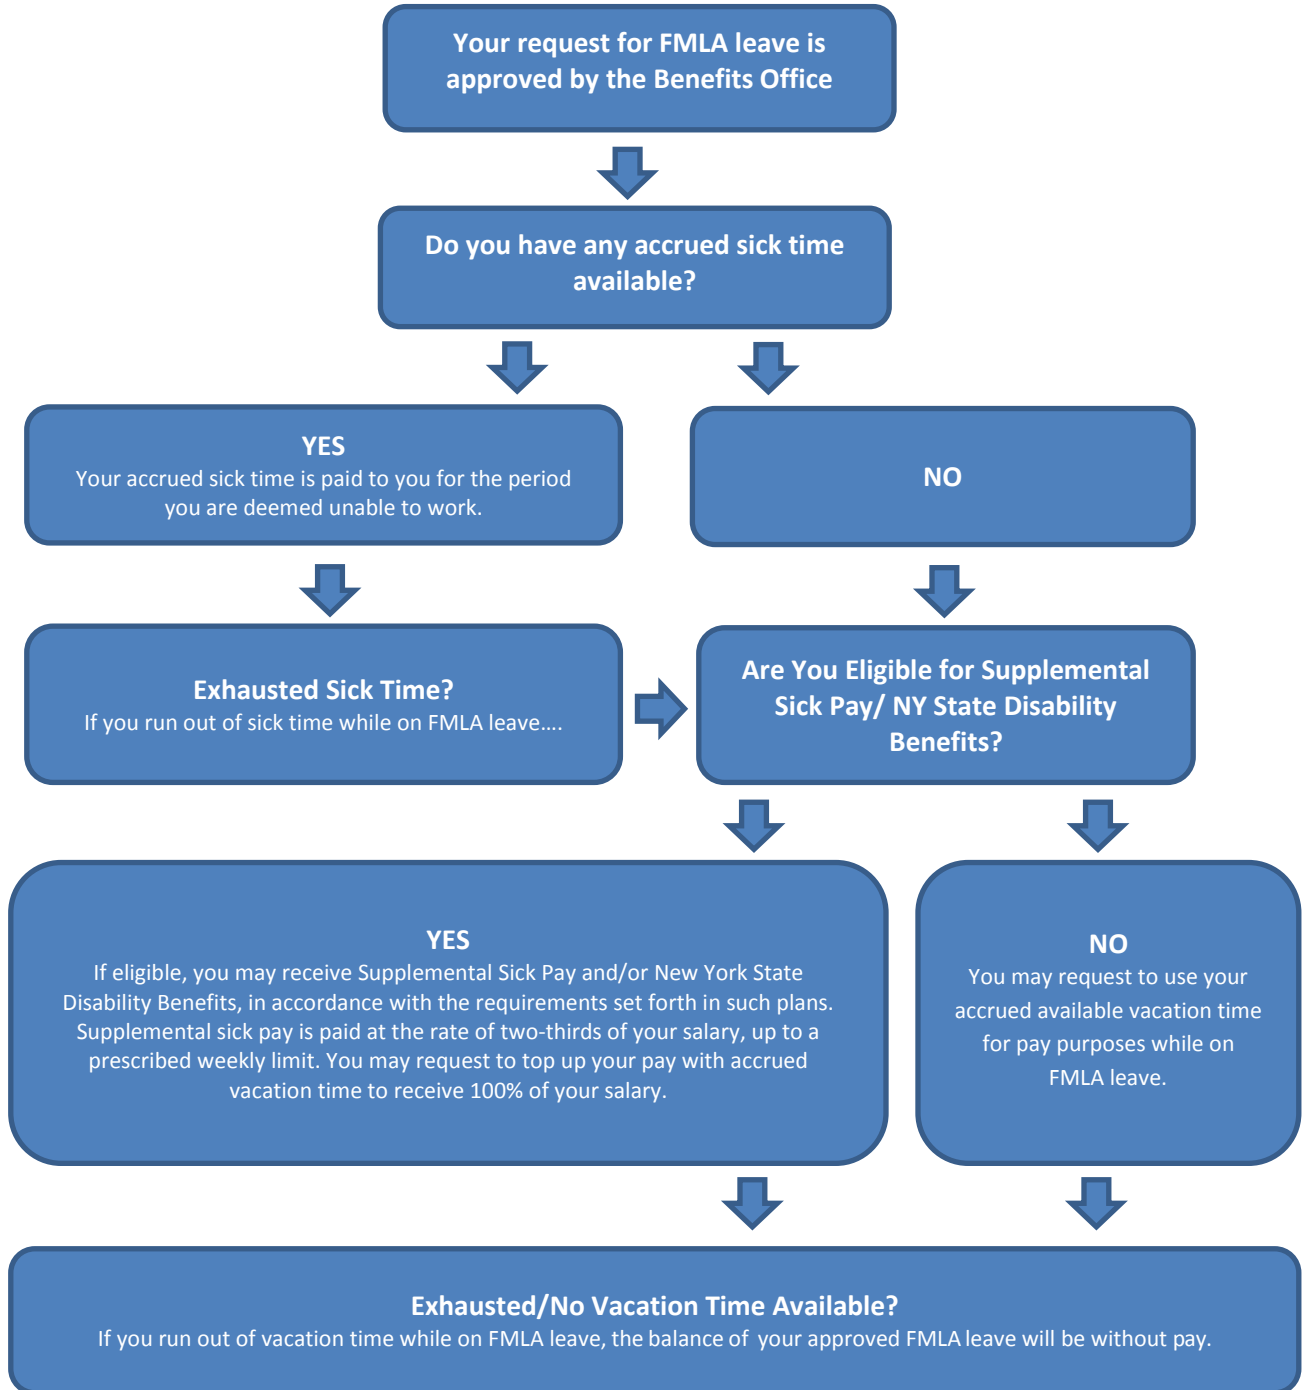 Your request for FMLA leave is
approved by the Benefits Office
Do you have any accrued sick time
available?
YES
Your accrued sick time is paid to you for the period
you are deemed unable to work.
NO
Exhausted Sick Time?
If you run out of sick time while on FMLA leave....
Are You Eligible for Supplemental
Sick Pay/ NY State Disability
Benefits?
YES
If eligible, you may receive Supplemental Sick Pay and/or New York State
Disability Benefits, in accordance with the requirements set forth in such plans.
Supplemental sick pay is paid at the rate of two-thirds of your salary, up to a
prescribed weekly limit. You may request to top up your pay with accrued
vacation time to receive 100% of your salary.
NO
You may request to use your
accrued available vacation time
for pay purposes while on
FMLA leave.
Exhausted/No Vacation Time Available?
If you run out of vacation time while on FMLA leave, the balance of your approved FMLA leave will be without pay.